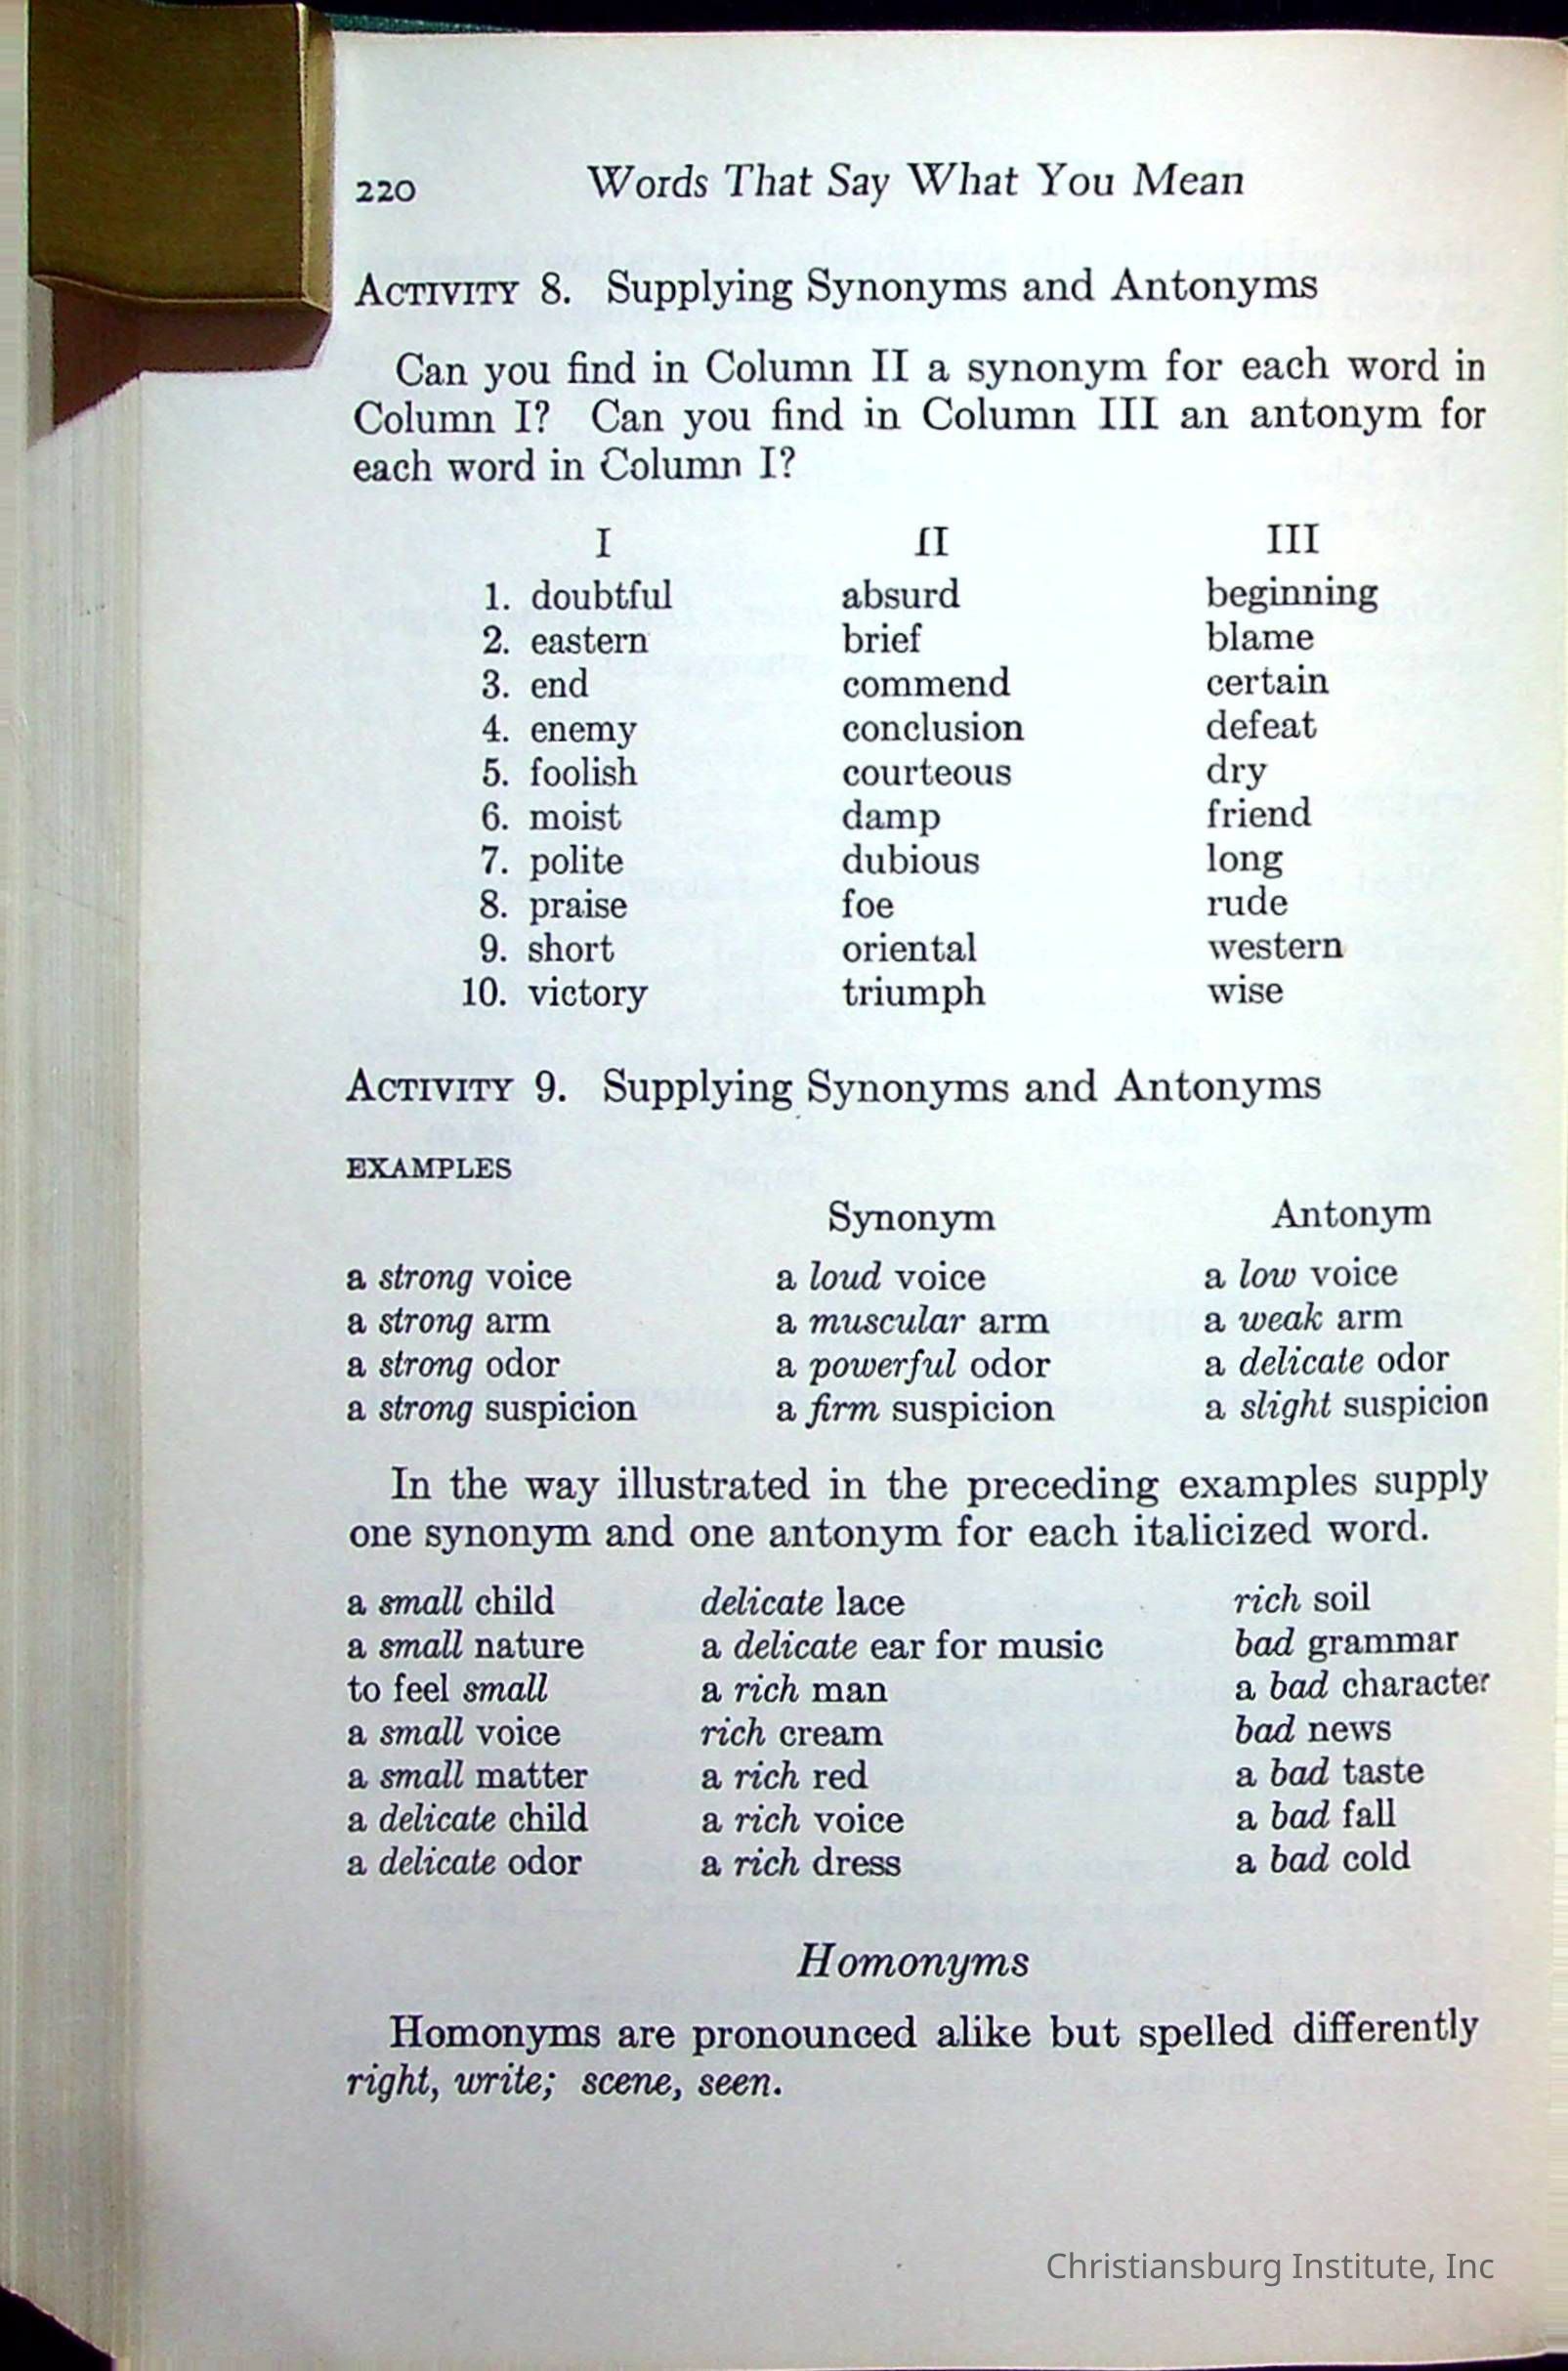 220 Words That Say What You Mean
ACTIVITY 8. Supplying Synonyms and Antonyms
Can you find in Column II a synonym for each word in
Column I? Can you find in Column III an antonym for
each word in Column I?
I II III
1. doubtful absurd beginning
2. eastern brief blame
3. end commend certain
4. enemy conclusion defeat
5. foolish courteous dry
6. moist damp friend
7. polite dubious long
8. praise foe rude
9. short oriental western
10. victory triumph wise
ACTIVITY 9. Supplying Synonyms and Antonyms
EXAMPLES
Synonym Antonym
a strong voice a loud voice a low voice
a strong arm a muscular arm a weak arm
a strong odor a powerful odor a delicate odor
a strong suspicion a firm suspicion a slight suspicion
In the way illustrated in the preceding examples supply
one synonym and one antonym for each italicized word.
a small child delicate lace rich soil
a small nature a delicate ear for music bad grammar
to feel small a rich man a bad character
a small voice rich cream bad news
a small matter a rich red a bad taste
a delicate child a rich voice a bad fall
a delicate odor a rich dress a bad cold
Homonyms
Homonyms are pronounced alike but spelled differently
right, write; scene, seen.
Christiansburg Institute, Inc